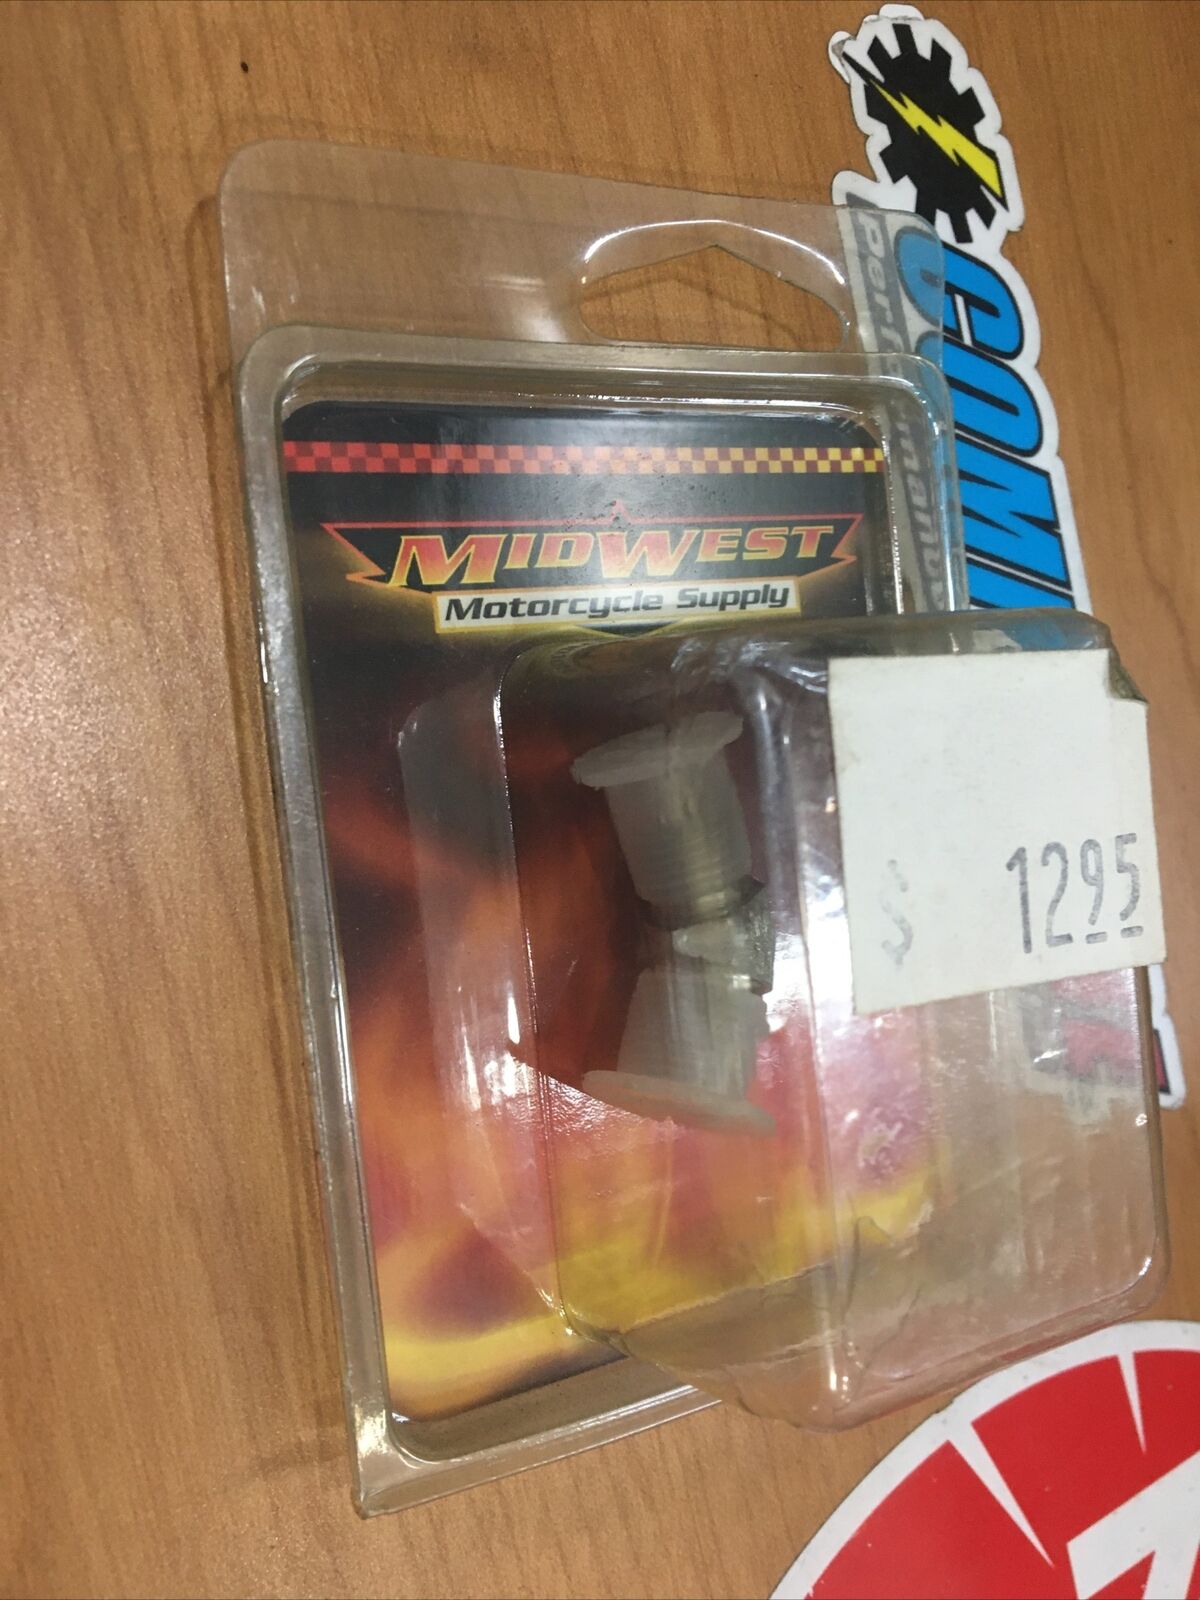 MIDWEST
Motorcycle Supply
$ 1295